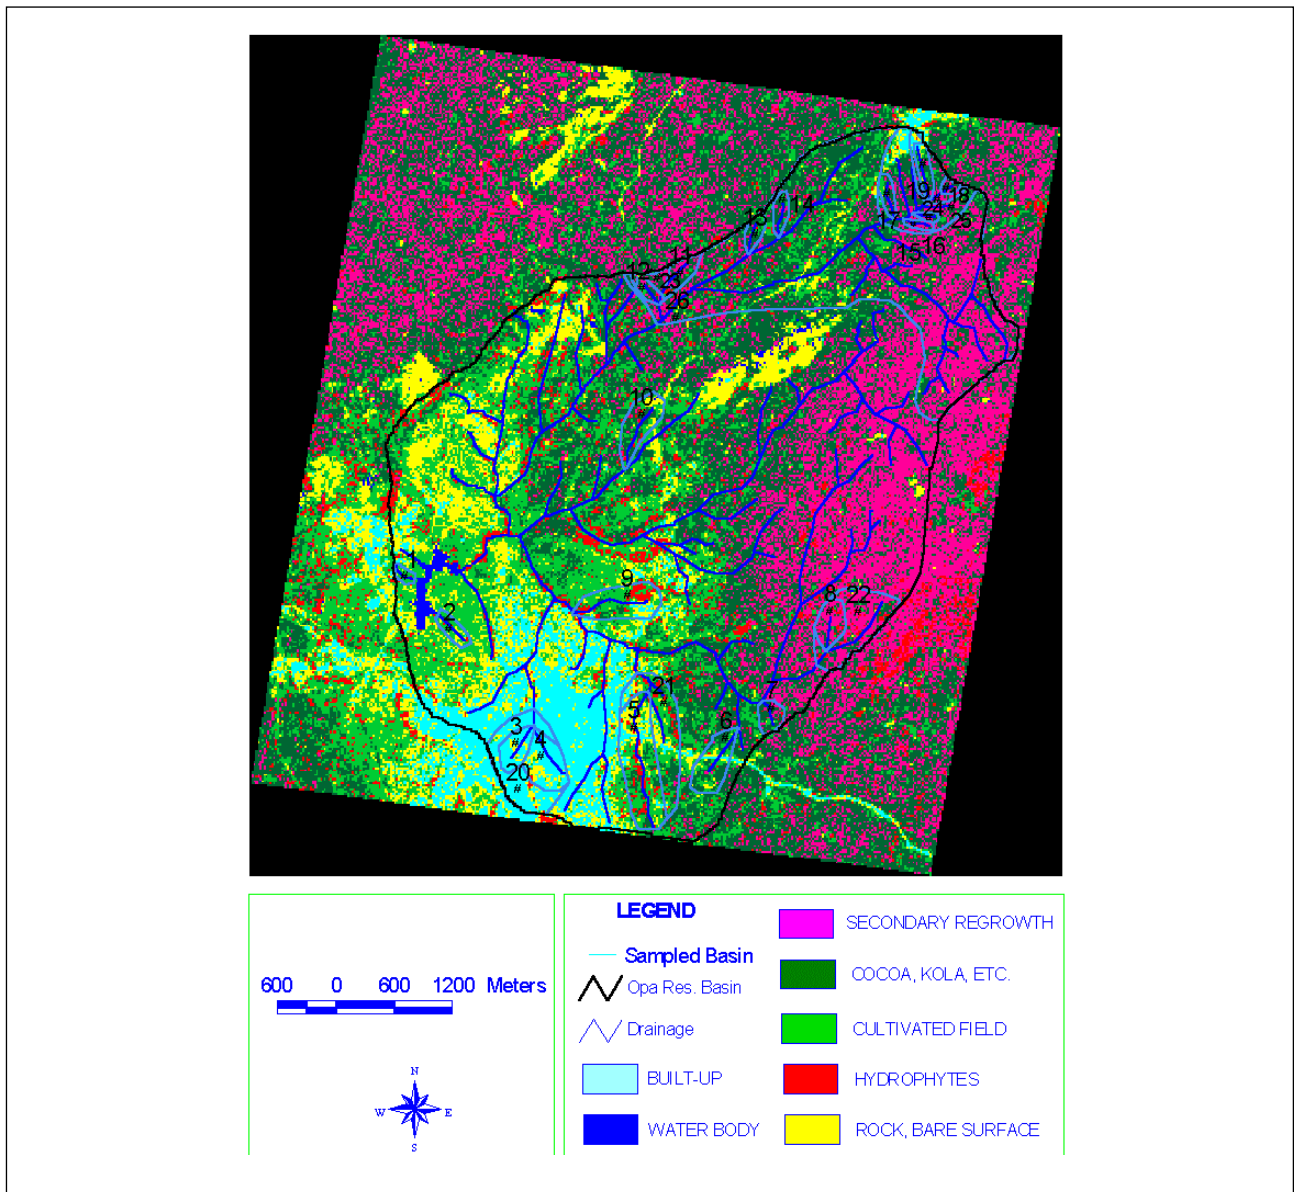 19
18
14
13
17
24
25
16
15
11
12
23
26
10
1
9
8
22
2
21
5
7
3
4
6
20
LEGEND
Sampled Basin
Opa Res. Basin
Drainage
BUILT-UP
WATER BODY
SECONDARY REGROWTH
COCOA, KOLA, ETC.
CULTIVATED FIELD
HYDROPHYTES
ROCK, BARE SURFACE
600 0 600 1200 Meters
N
W E
S